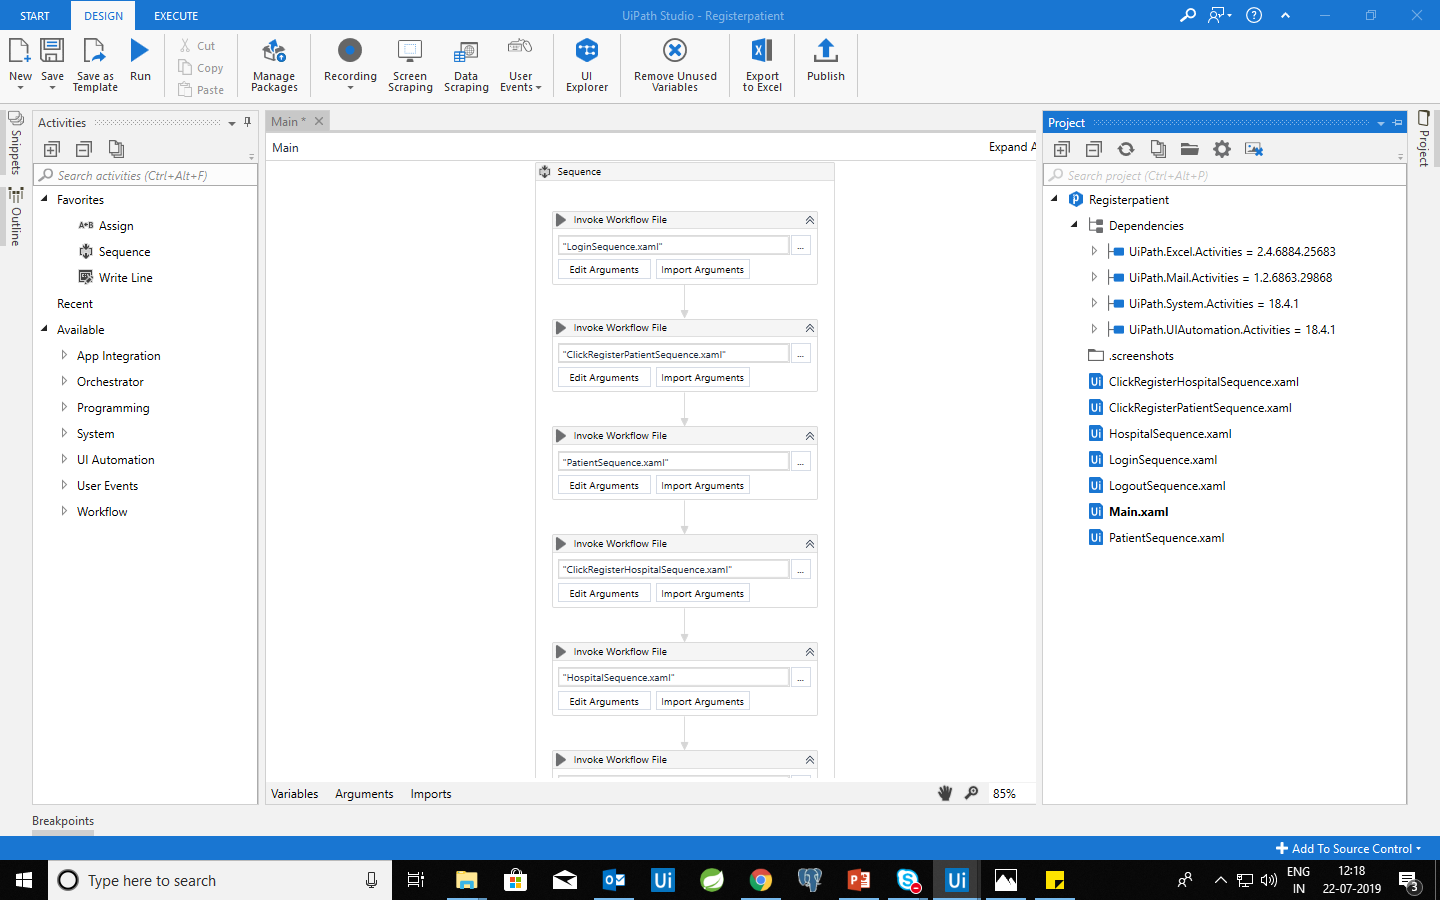 START DESIGN EXECUTE UiPath Studio - Registerpatient
New Save Save as Template Run
Cut
Copy
Paste
Manage Packages
Recording
Screen Scraping
Data Scraping
User Events
UI Explorer
Remove Unused Variables
Export to Excel
Publish
Snippets
Outline
Activities
Search activities (Ctrl+Alt+F)
Favorites
Assign
Sequence
Write Line
Recent
Available
App Integration
Orchestrator
Programming
System
UI Automation
User Events
Workflow
Main *
Main Expand A
Sequence
Invoke Workflow File
"LoginSequence.xaml" ...
Edit Arguments Import Arguments
Invoke Workflow File
"ClickRegisterPatientSequence.xaml" ...
Edit Arguments Import Arguments
Invoke Workflow File
"PatientSequence.xaml" ...
Edit Arguments Import Arguments
Invoke Workflow File
"ClickRegisterHospitalSequence.xaml" ...
Edit Arguments Import Arguments
Invoke Workflow File
"HospitalSequence.xaml" ...
Edit Arguments Import Arguments
Invoke Workflow File
Variables Arguments Imports 85%
Project
Search project (Ctrl+Alt+P)
Registerpatient
Dependencies
UiPath.Excel.Activities = 2.4.6884.25683
UiPath.Mail.Activities = 1.2.6863.29868
UiPath.System.Activities = 18.4.1
UiPath.UIAutomation.Activities = 18.4.1
.screenshots
Ui ClickRegisterHospitalSequence.xaml
Ui ClickRegisterPatientSequence.xaml
Ui HospitalSequence.xaml
Ui LoginSequence.xaml
Ui LogoutSequence.xaml
Ui Main.xaml
Ui PatientSequence.xaml
Project
Breakpoints
Add To Source Control
Type here to search
Ui
Ui
ENG
IN
12:18
22-07-2019
3